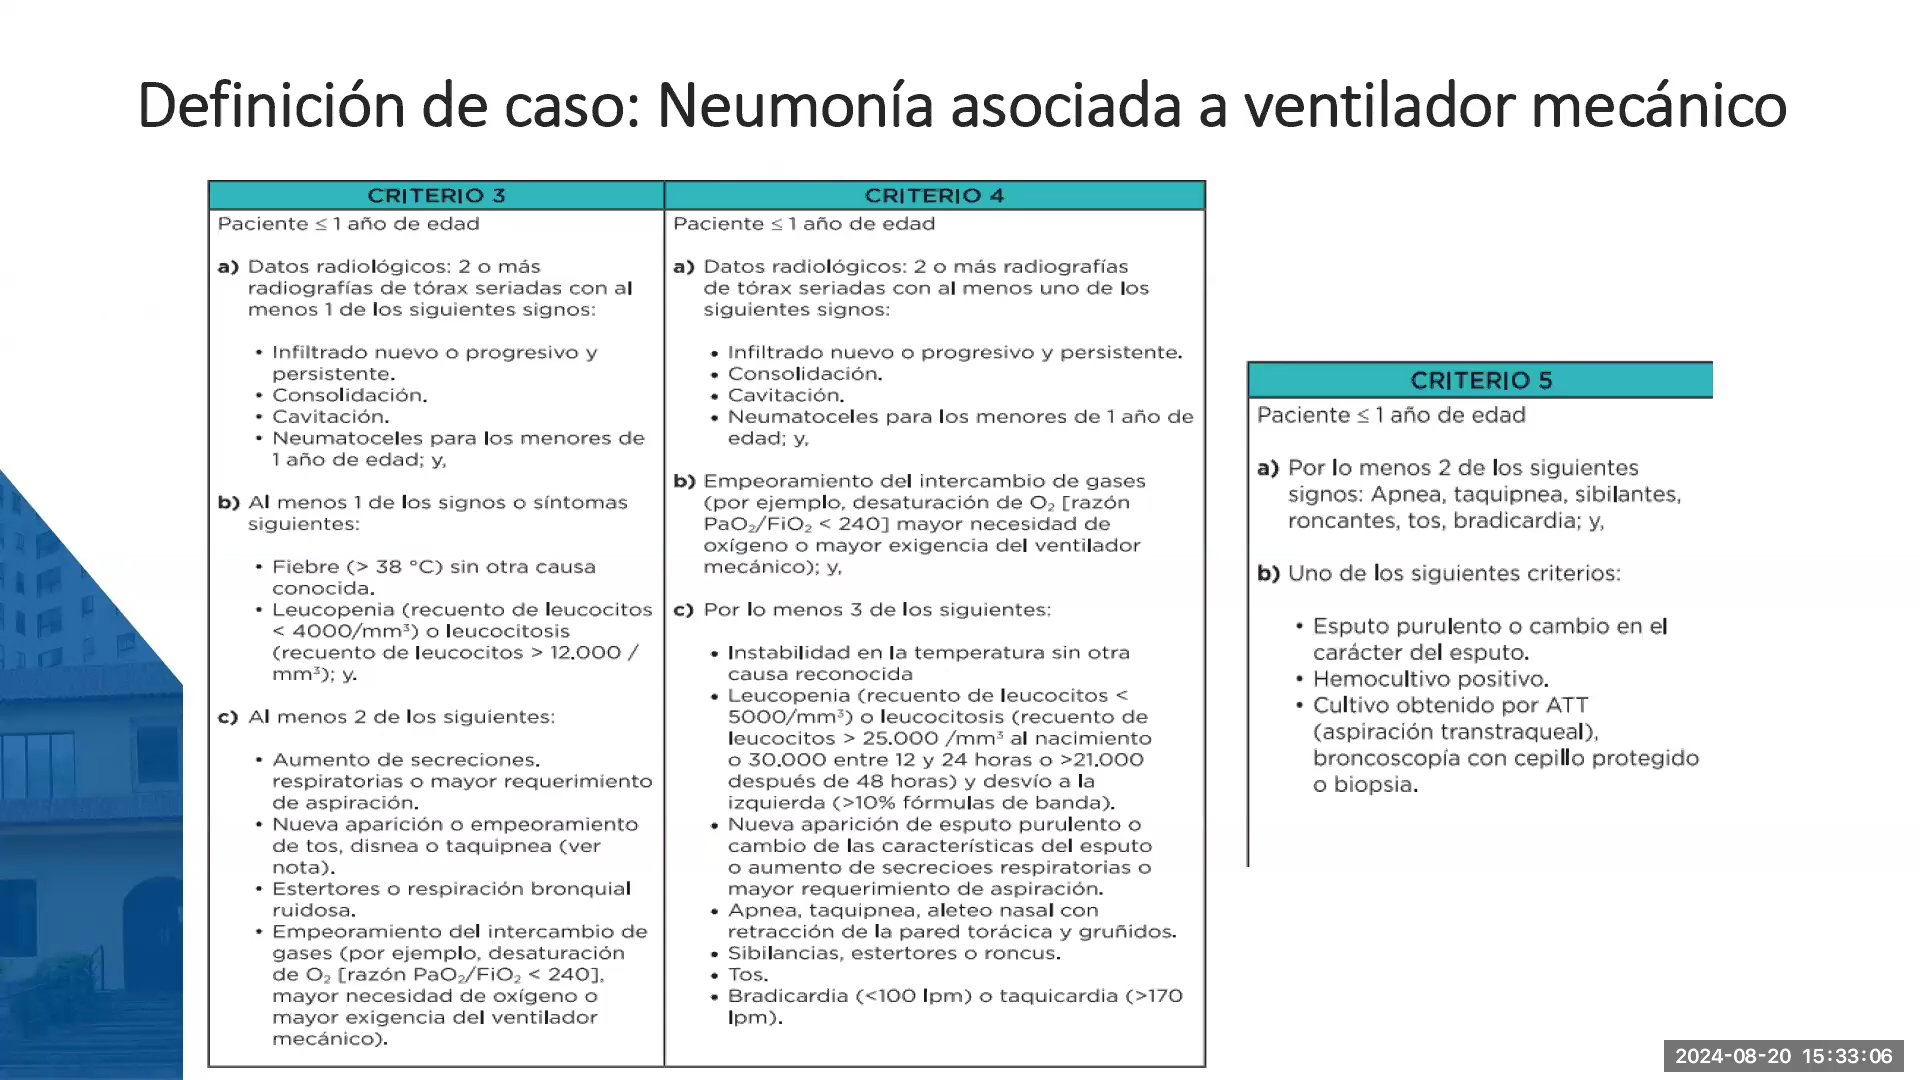 Definición de caso: Neumonía asociada a ventilador mecánico
CRITERIO 3
Paciente ≤ 1 año de edad
a) Datos radiológicos: 2 o más
radiografías de tórax seriadas con al
menos 1 de los siguientes signos:
• Infiltrado nuevo o progresivo y
persistente.
• Consolidación.
• Cavitación.
• Neumatoceles para los menores de
1 año de edad; y,
b) Al menos 1 de los signos o síntomas
siguientes:
• Fiebre (> 38 °C) sin otra causa
conocida.
• Leucopenia (recuento de leucocitos
< 4000/mm³) o leucocitosis
(recuento de leucocitos > 12.000 /
mm³); y.
c) Al menos 2 de los siguientes:
• Aumento de secreciones.
respiratorias o mayor requerimiento
de aspiración.
• Nueva aparición o empeoramiento
de tos, disnea o taquipnea (ver
nota).
• Estertores o respiración bronquial
ruidosa.
• Empeoramiento del intercambio de
gases (por ejemplo, desaturación
de O₂ [razón PaO₂/FiO₂ < 240],
mayor necesidad de oxígeno o
mayor exigencia del ventilador
mecánico).
CRITERIO 4
Paciente ≤ 1 año de edad
a) Datos radiológicos: 2 o más radiografías
de tórax seriadas con al menos uno de los
siguientes signos:
• Infiltrado nuevo o progresivo y persistente.
• Consolidación.
• Cavitación.
• Neumatoceles para los menores de 1 año de
edad; y,
b) Empeoramiento del intercambio de gases
(por ejemplo, desaturación de O₂ [razón
PaO₂/FiO₂ < 240] mayor necesidad de
oxígeno o mayor exigencia del ventilador
mecánico); y,
c) Por lo menos 3 de los siguientes:
• Instabilidad en la temperatura sin otra
causa reconocida
• Leucopenia (recuento de leucocitos <
5000/mm³) o leucocitosis (recuento de
leucocitos > 25.000 /mm³ al nacimiento
o 30.000 entre 12 y 24 horas o >21.000
después de 48 horas) y desvío a la
izquierda (>10% fórmulas de banda).
• Nueva aparición de esputo purulento o
cambio de las características del esputo
o aumento de secrecioes respiratorias o
mayor requerimiento de aspiración.
• Apnea, taquipnea, aleteo nasal con
retracción de la pared torácica y gruñidos.
• Sibilancias, estertores o roncus.
• Tos.
• Bradicardia (<100 lpm) o taquicardia (>170
lpm).
CRITERIO 5
Paciente ≤ 1 año de edad
a) Por lo menos 2 de los siguientes
signos: Apnea, taquipnea, sibilantes,
roncantes, tos, bradicardia; y,
b) Uno de los siguientes criterios:
• Esputo purulento o cambio en el
carácter del esputo.
• Hemocultivo positivo.
• Cultivo obtenido por ATT
(aspiración transtraqueal),
broncoscopía con cepillo protegido
o biopsia.
2024-08-20 15:33:06